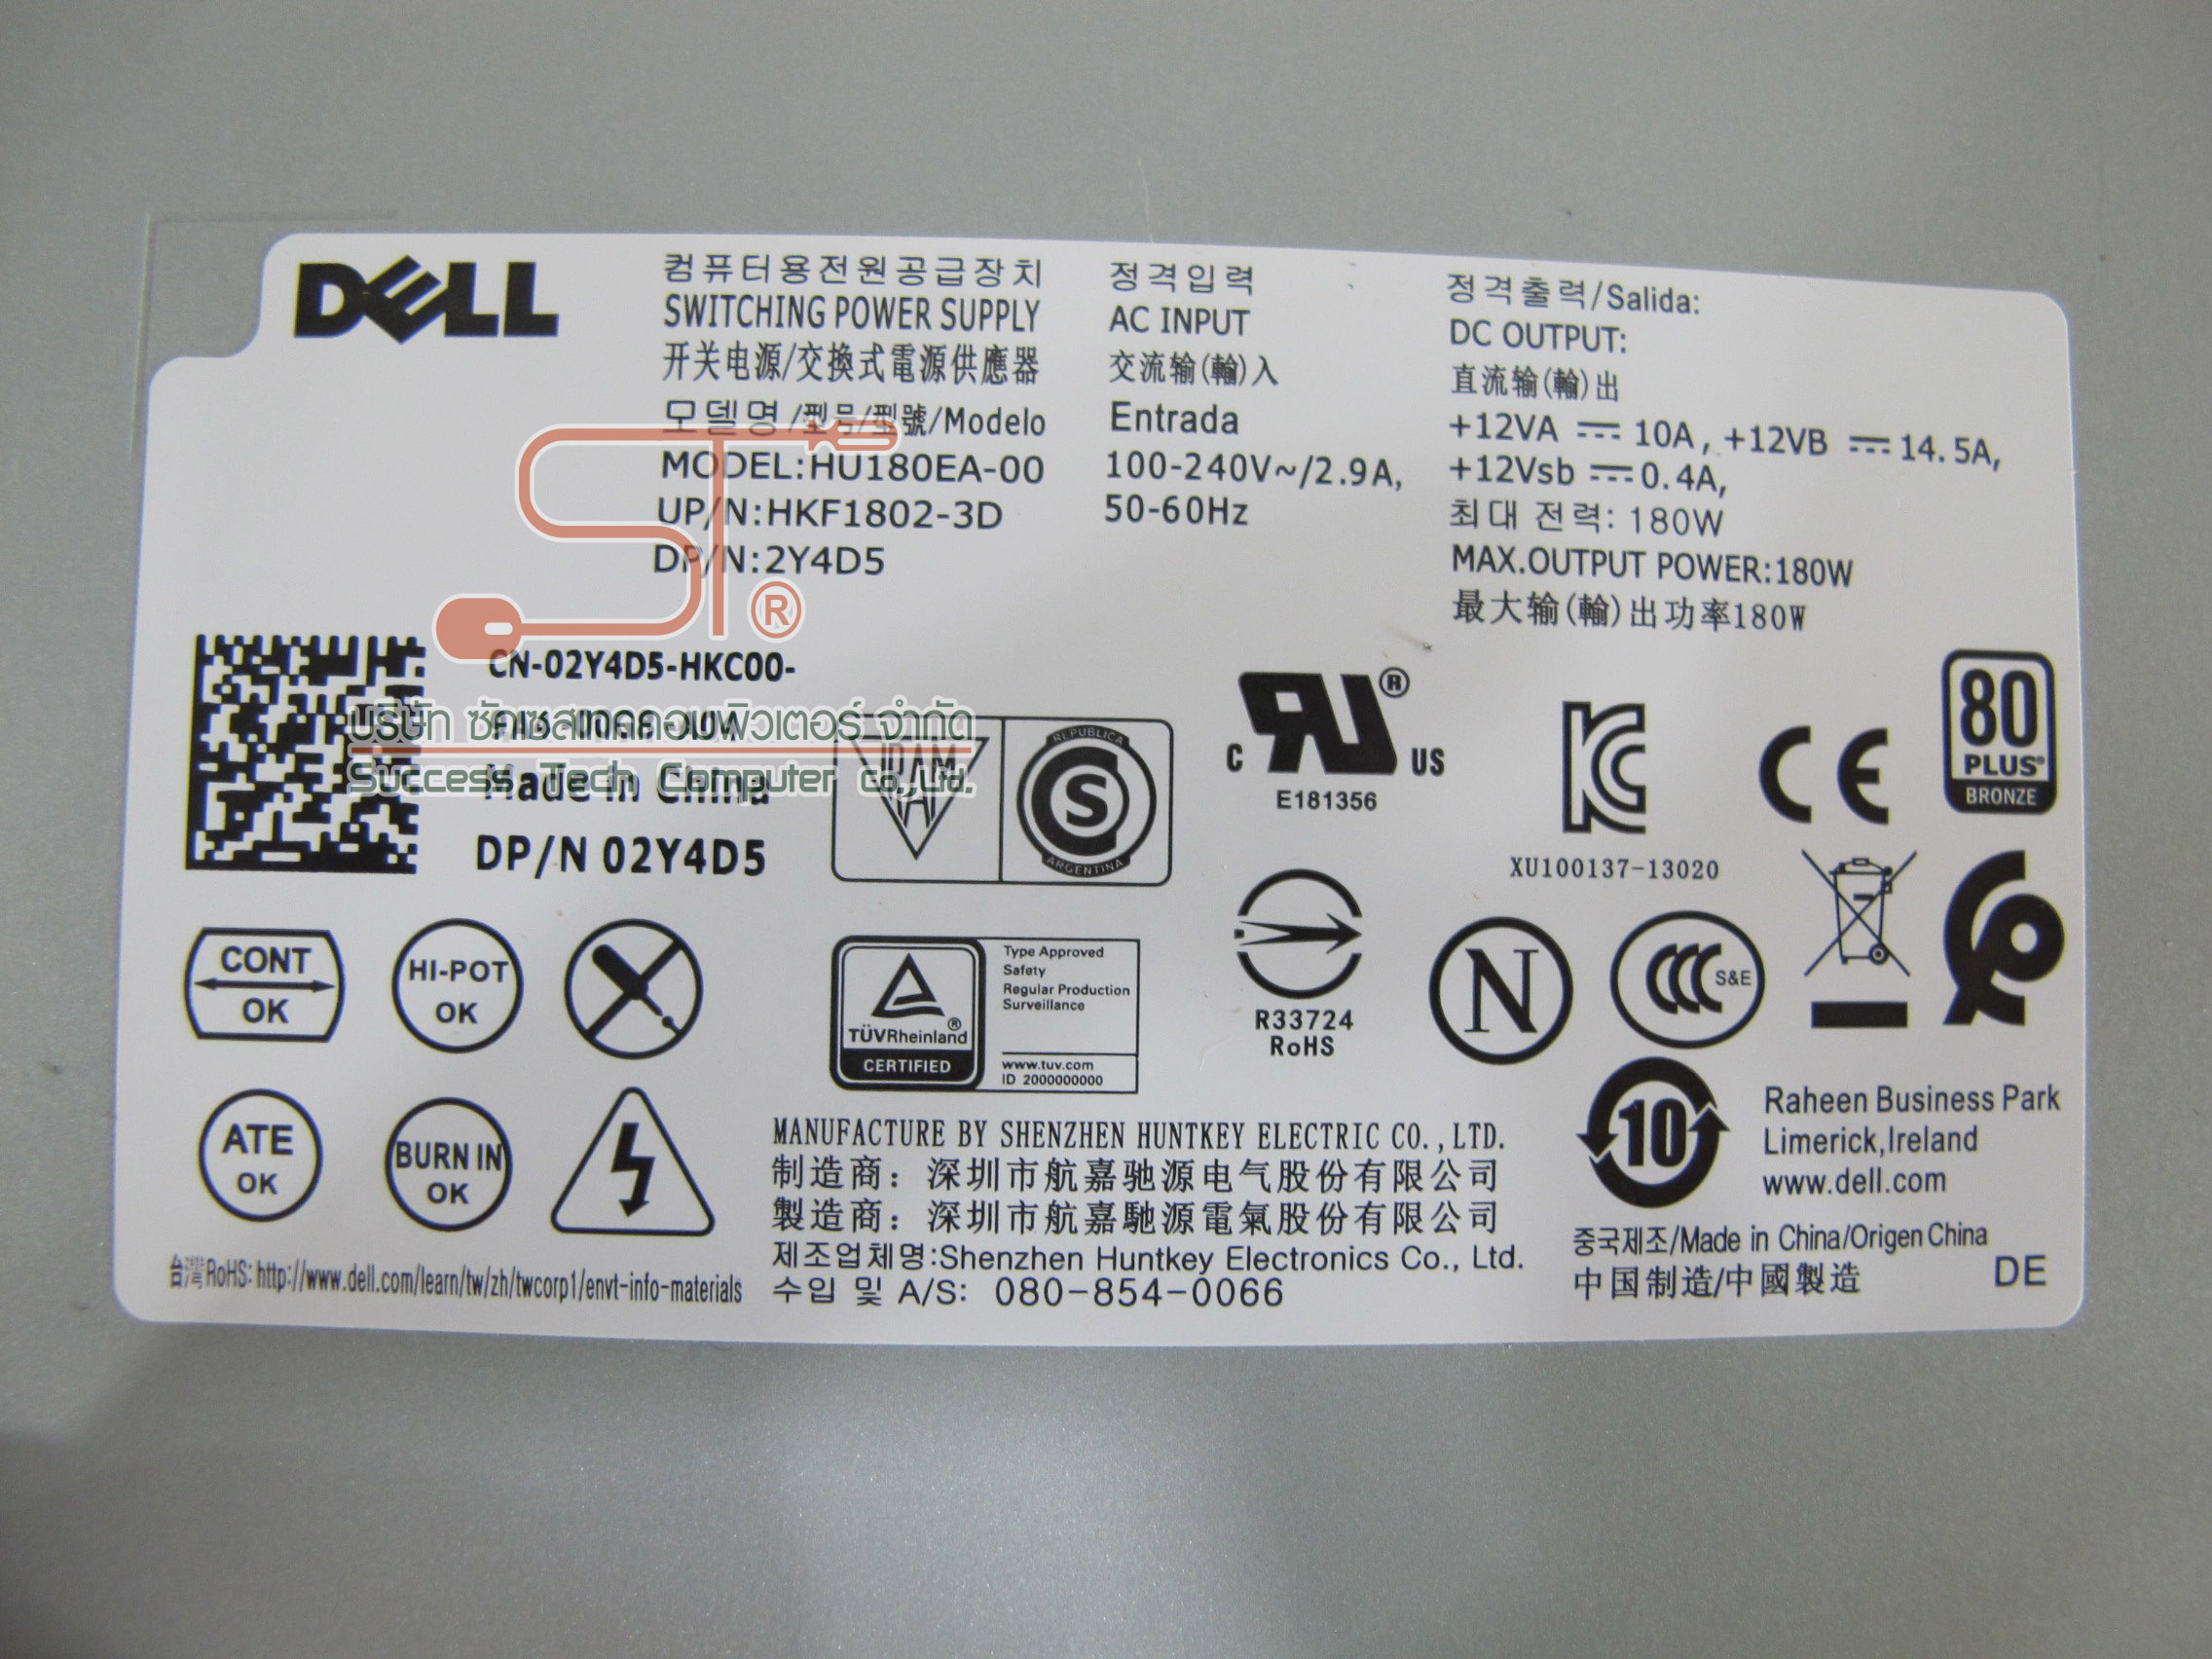 DELL
컴퓨터용전원공급장치
SWITCHING POWER SUPPLY
开关电源/交换式電源供應器
모델명/型号/型號/Modelo
MODEL:HU180EA-00
UP/N:HKF1802-3D
DP/N:2Y4D5
정격입력
AC INPUT
交流输(輸)入
Entrada
100-240V~/2.9A,
50-60Hz
정격출력/Salida:
DC OUTPUT:
直流输(輸)出
+12VA ⎓ 10A, +12VB ⎓ 14.5A,
+12Vsb ⎓ 0.4A,
최대 전력: 180W
MAX.OUTPUT POWER:180W
最大输(輸)出功率180W
ST®
CN-02Y4D5-HKC00-
บริษัท ซัคเซสเทคคอมพิวเตอร์ จำกัด
Success Tech Computer co.,Ltd.
Made in China
DP/N 02Y4D5
IRAM
REPUBLICA
S
ARGENTINA
c UR® US
E181356
KC
XU100137-13020
CE
80
PLUS®
BRONZE
CONT
OK
HI-POT
OK
ATE
OK
BURN IN
OK
TÜVRheinland®
CERTIFIED
Type Approved
Safety
Regular Production
Surveillance
www.tuv.com
ID 2000000000
R33724
RoHS
N
CCC S&E
10
Raheen Business Park
Limerick,Ireland
www.dell.com
MANUFACTURE BY SHENZHEN HUNTKEY ELECTRIC CO.,LTD.
制造商：深圳市航嘉驰源电气股份有限公司
製造商：深圳市航嘉馳源電氣股份有限公司
제조업체명:Shenzhen Huntkey Electronics Co., Ltd.
수입 및 A/S: 080-854-0066
台灣RoHS: http://www.dell.com/learn/tw/zh/twcorp1/envt-info-materials
중국제조/Made in China/Origen China
中国制造/中國製造
DE